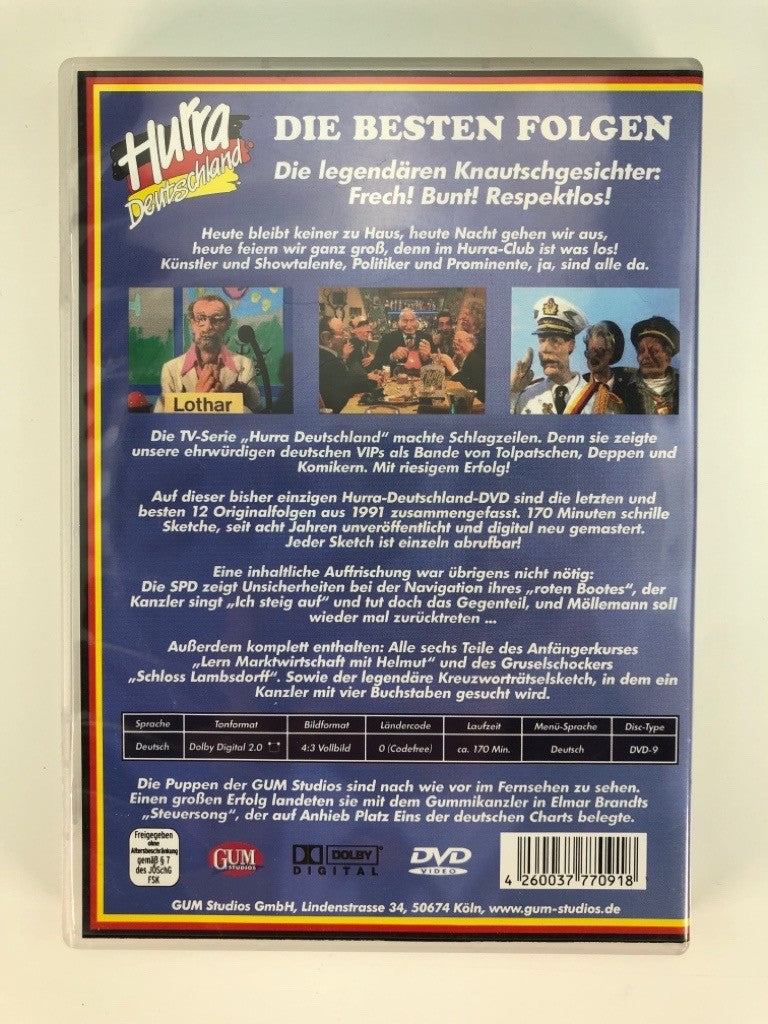 Hurra
Deutschland
DIE BESTEN FOLGEN
Die legendären Knautschgesichter:
Frech! Bunt! Respektlos!
Heute bleibt keiner zu Haus, heute Nacht gehen wir aus,
heute feiern wir ganz groß, denn im Hurra-Club ist was los!
Künstler und Showtalente, Politiker und Prominente, ja, sind alle da.
Lothar
Die TV-Serie „Hurra Deutschland" machte Schlagzeilen. Denn sie zeigte
unsere ehrwürdigen deutschen VIPs als Bande von Tolpatschen, Deppen und
Komikern. Mit riesigem Erfolg!
Auf dieser bisher einzigen Hurra-Deutschland-DVD sind die letzten und
besten 12 Originalfolgen aus 1991 zusammengefasst. 170 Minuten schrille
Sketche, seit acht Jahren unveröffentlicht und digital neu gemastert.
Jeder Sketch ist einzeln abrufbar!
Eine inhaltliche Auffrischung war übrigens nicht nötig:
Die SPD zeigt Unsicherheiten bei der Navigation ihres „roten Bootes", der
Kanzler singt „Ich steig auf" und tut doch das Gegenteil, und Möllemann soll
wieder mal zurücktreten ...
Außerdem komplett enthalten: Alle sechs Teile des Anfängerkurses
„Lern Marktwirtschaft mit Helmut" und des Gruselschockers
„Schloss Lambsdorff". Sowie der legendäre Kreuzworträtselsketch, in dem ein
Kanzler mit vier Buchstaben gesucht wird.
Sprache Tonformat Bildformat Ländercode Laufzeit Menü-Sprache Disc-Type
Deutsch Dolby Digital 2.0 4:3 Vollbild 0 (Codefree) ca. 170 Min. Deutsch DVD-9
Die Puppen der GUM Studios sind nach wie vor im Fernsehen zu sehen.
Einen großen Erfolg landeten sie mit dem Gummikanzler in Elmar Brandts
„Steuersong", der auf Anhieb Platz Eins der deutschen Charts belegte.
Freigegeben
ohne
Altersbeschränkung
gemäß § 7
des JÖSchG
FSK
GUM
STUDIOS
DOLBY
DIGITAL
DVD
VIDEO
4 260037 770918
GUM Studios GmbH, Lindenstrasse 34, 50674 Köln, www.gum-studios.de